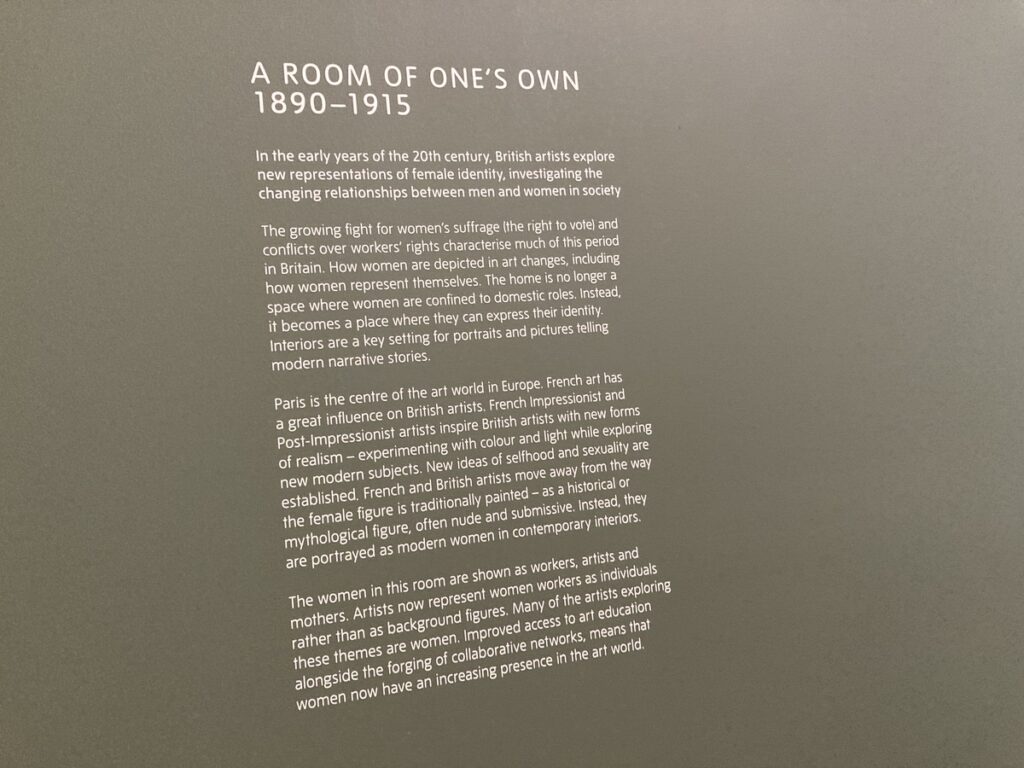 A ROOM OF ONE'S OWN
1890–1915
In the early years of the 20th century, British artists explore
new representations of female identity, investigating the
changing relationships between men and women in society
The growing fight for women's suffrage (the right to vote) and
conflicts over workers' rights characterise much of this period
in Britain. How women are depicted in art changes, including
how women represent themselves. The home is no longer a
space where women are confined to domestic roles. Instead,
it becomes a place where they can express their identity.
Interiors are a key setting for portraits and pictures telling
modern narrative stories.
Paris is the centre of the art world in Europe. French art has
a great influence on British artists. French Impressionist and
Post-Impressionist artists inspire British artists with new forms
of realism – experimenting with colour and light while exploring
new modern subjects. New ideas of selfhood and sexuality are
established. French and British artists move away from the way
the female figure is traditionally painted – as a historical or
mythological figure, often nude and submissive. Instead, they
are portrayed as modern women in contemporary interiors.
The women in this room are shown as workers, artists and
mothers. Artists now represent women workers as individuals
rather than as background figures. Many of the artists exploring
these themes are women. Improved access to art education
alongside the forging of collaborative networks, means that
women now have an increasing presence in the art world.